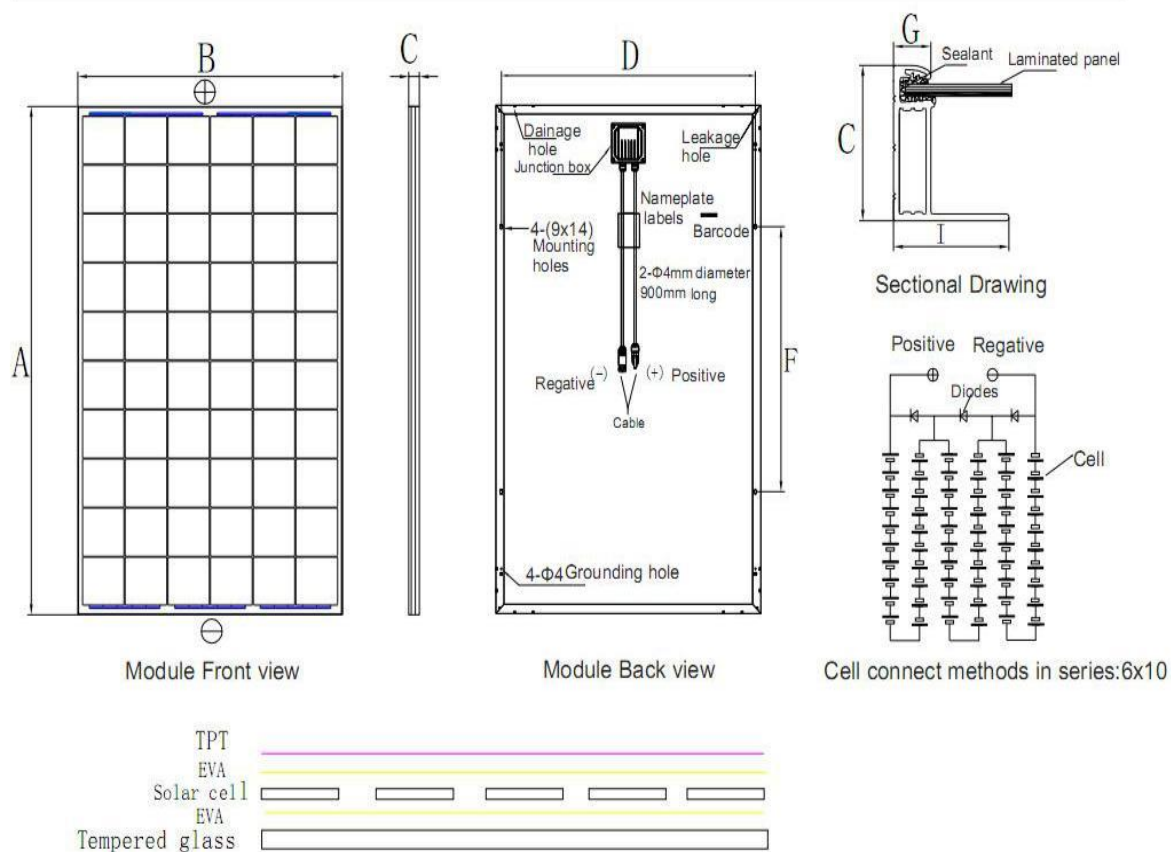 B
C
A
Module Front view
D
Dainage
hole
Junction box
Leakage
hole
Nameplate
labels
Barcode
4-(9x14)
Mounting
holes
2-Φ4mm diameter
900mm long
F
Regative
(-)
(+)
Positive
Cable
4-Φ4 Grounding hole
Module Back view
G
Sealant
Laminated panel
C
I
Sectional Drawing
Positive
Regative
Diodes
Cell
Cell connect methods in series:6x10
TPT
EVA
Solar cell
EVA
Tempered glass